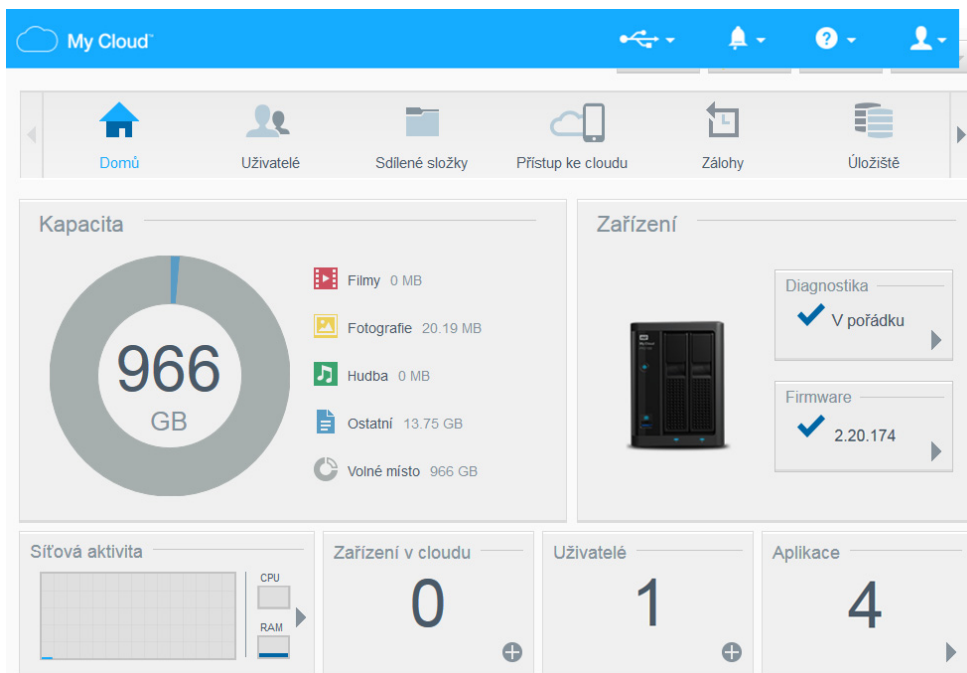 My Cloud™
Domů
Uživatelé
Sdílené složky
Přístup ke cloudu
Zálohy
Úložiště
Kapacita
966
GB
Filmy 0 MB
Fotografie 20.19 MB
Hudba 0 MB
Ostatní 13.75 GB
Volné místo 966 GB
Zařízení
Diagnostika
V pořádku
Firmware
2.20.174
Síťová aktivita
CPU
RAM
Zařízení v cloudu
0
Uživatelé
1
Aplikace
4